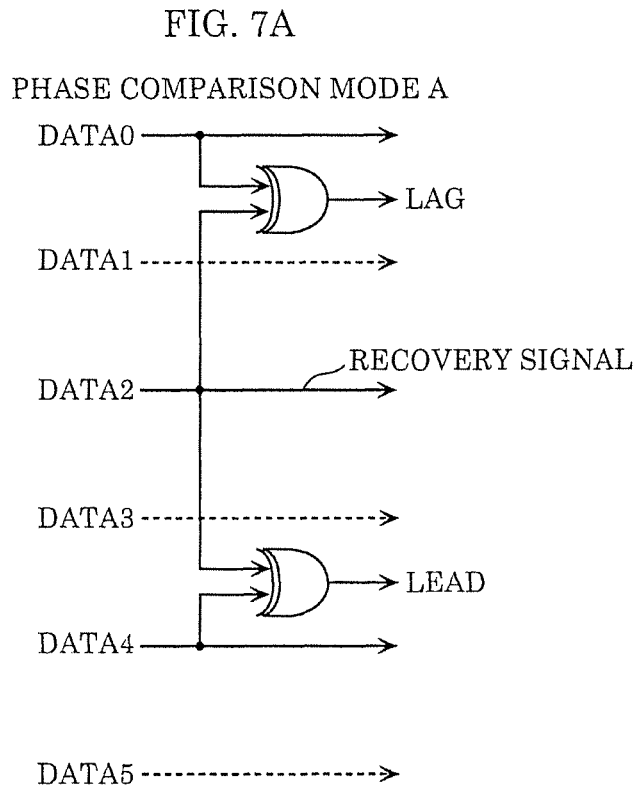 FIG. 7A
PHASE COMPARISON MODE A
DATA0
LAG
DATA1
RECOVERY SIGNAL
DATA2
DATA3
LEAD
DATA4
DATA5